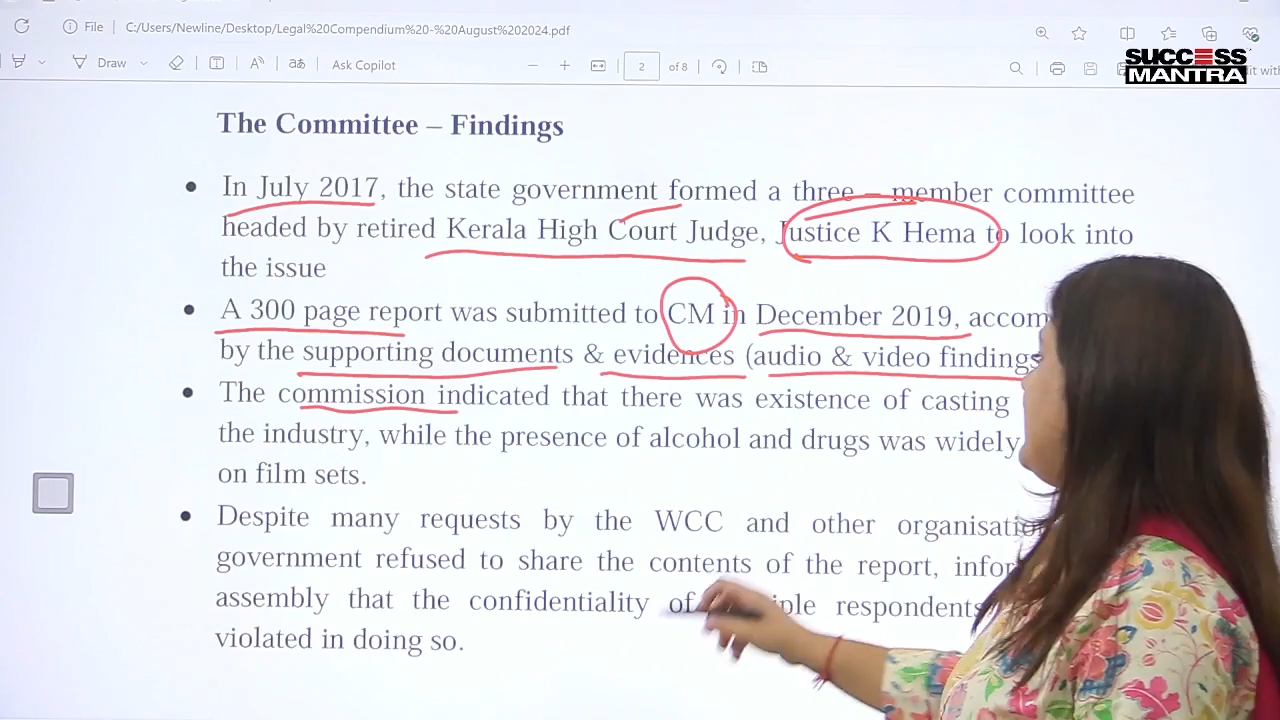 File C:/Users/Newline/Desktop/Legal%20Compendium%20-%20August%202024.pdf
Draw Ask Copilot 2 of 8
SUCCESS
MANTRA
The Committee – Findings
• In July 2017, the state government formed a three – member committee
headed by retired Kerala High Court Judge, Justice K Hema to look into
the issue
• A 300 page report was submitted to CM in December 2019, accom
by the supporting documents & evidences (audio & video findings
• The commission indicated that there was existence of casting
the industry, while the presence of alcohol and drugs was widely
on film sets.
• Despite many requests by the WCC and other
government refused to share the contents of the report,
assembly that the confidentiality of respondents
violated in doing so.